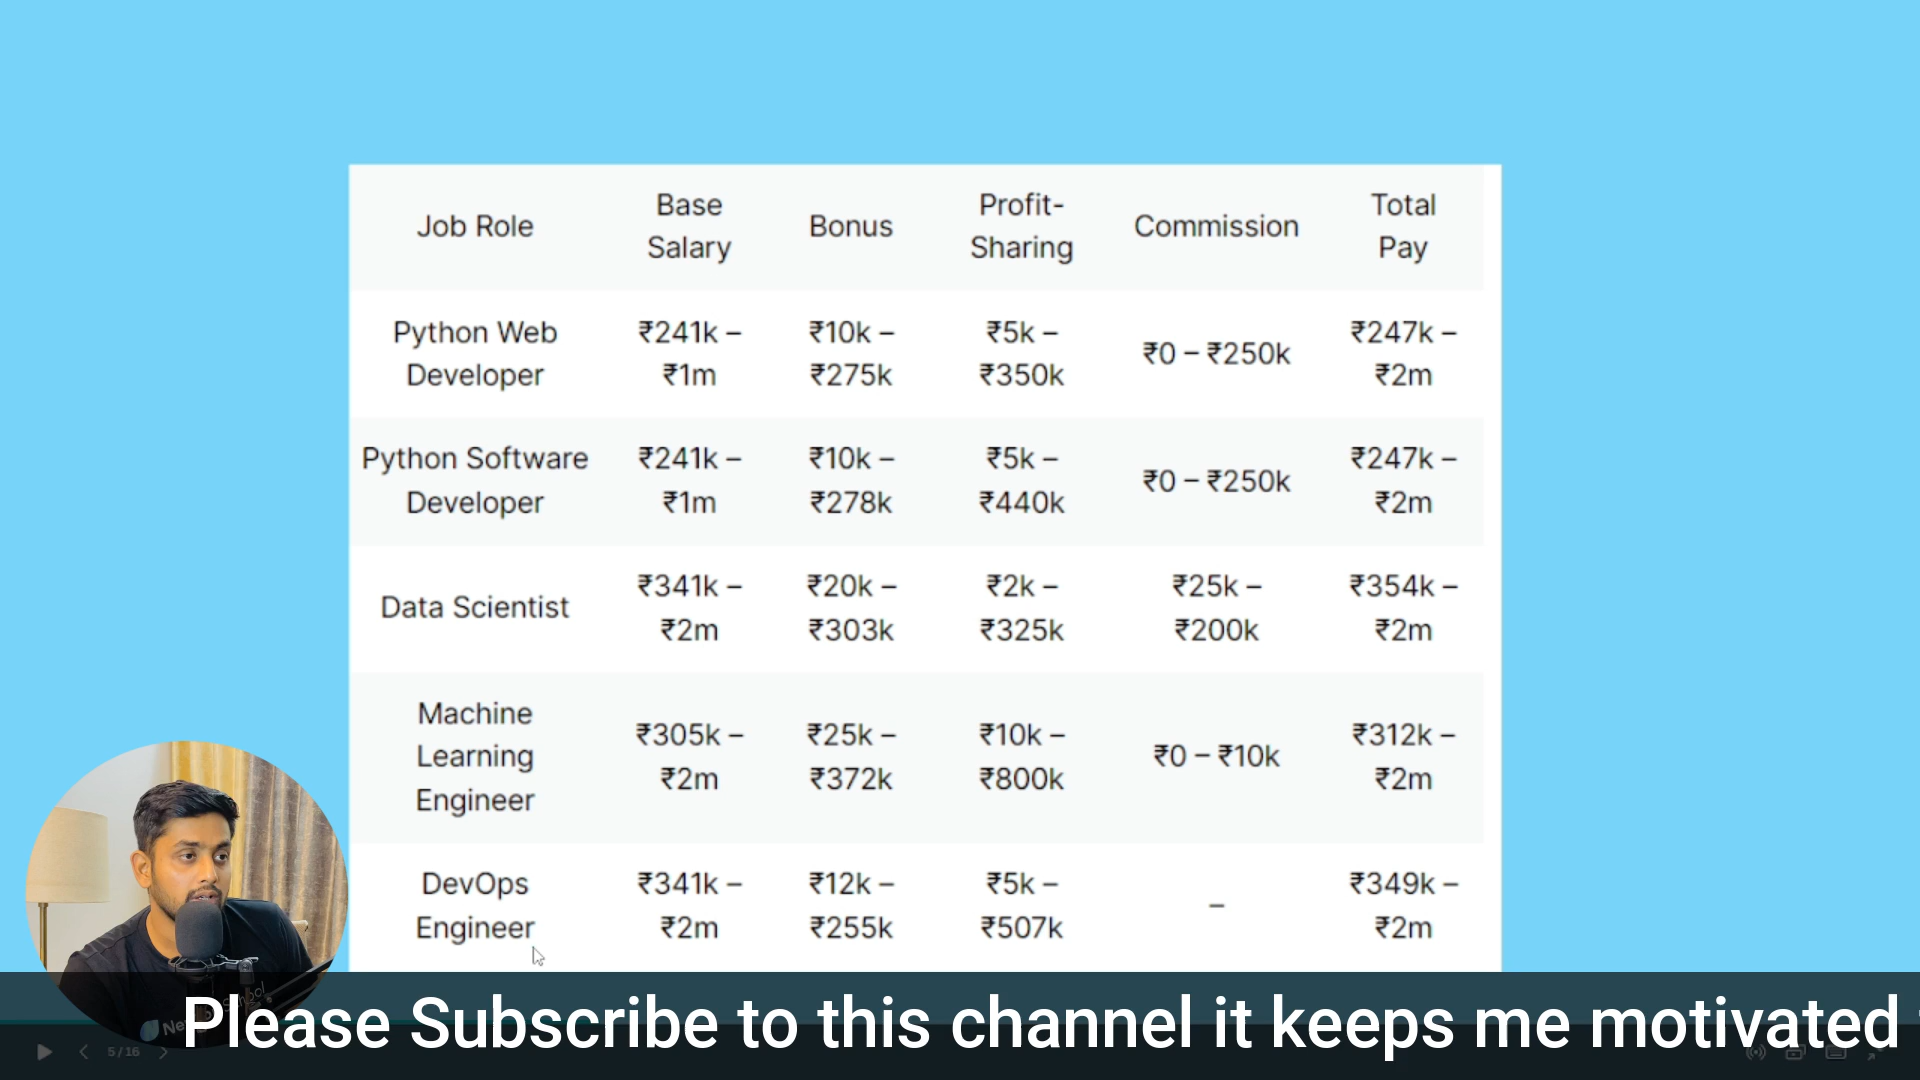 Job Role
Base
Salary
Bonus
Profit-
Sharing
Commission
Total
Pay
Python Web
Developer
₹241k –
₹1m
₹10k –
₹275k
₹5k –
₹350k
₹0 – ₹250k
₹247k –
₹2m
Python Software
Developer
₹241k –
₹1m
₹10k –
₹278k
₹5k –
₹440k
₹0 – ₹250k
₹247k –
₹2m
Data Scientist
₹341k –
₹2m
₹20k –
₹303k
₹2k –
₹325k
₹25k –
₹200k
₹354k –
₹2m
Machine
Learning
Engineer
₹305k –
₹2m
₹25k –
₹372k
₹10k –
₹800k
₹0 – ₹10k
₹312k –
₹2m
DevOps
Engineer
₹341k –
₹2m
₹12k –
₹255k
₹5k –
₹507k
–
₹349k –
₹2m
Please Subscribe to this channel it keeps me motivated
5 / 16